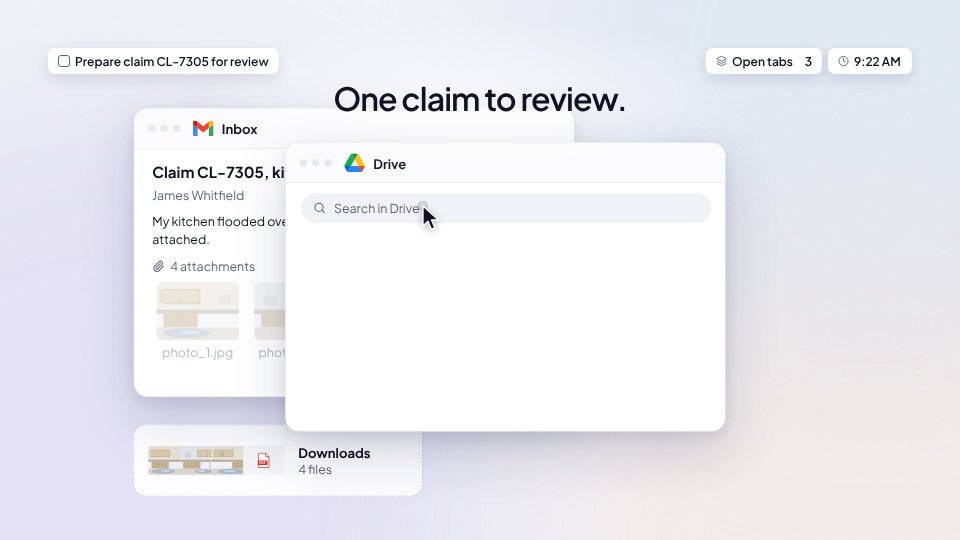 Prepare claim CL-7305 for review
Open tabs 3
9:22 AM
One claim to review.
Inbox
Drive
Claim CL-7305, ki
Search in Drive
James Whitfield
My kitchen flooded ove
attached.
4 attachments
photo_1.jpg
phot
Downloads
4 files